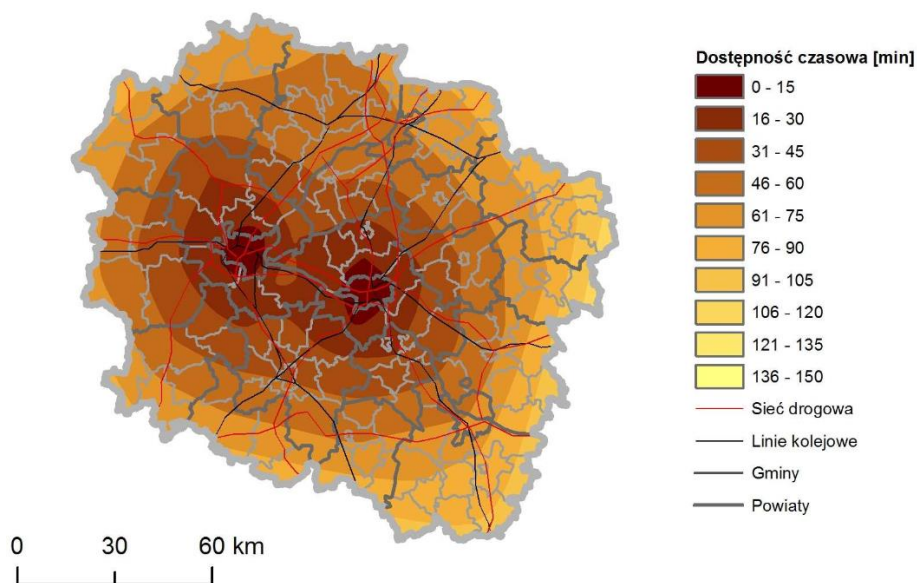 Dostępność czasowa [min]
0 - 15
16 - 30
31 - 45
46 - 60
61 - 75
76 - 90
91 - 105
106 - 120
121 - 135
136 - 150
Sieć drogowa
Linie kolejowe
Gminy
Powiaty
0 30 60 km